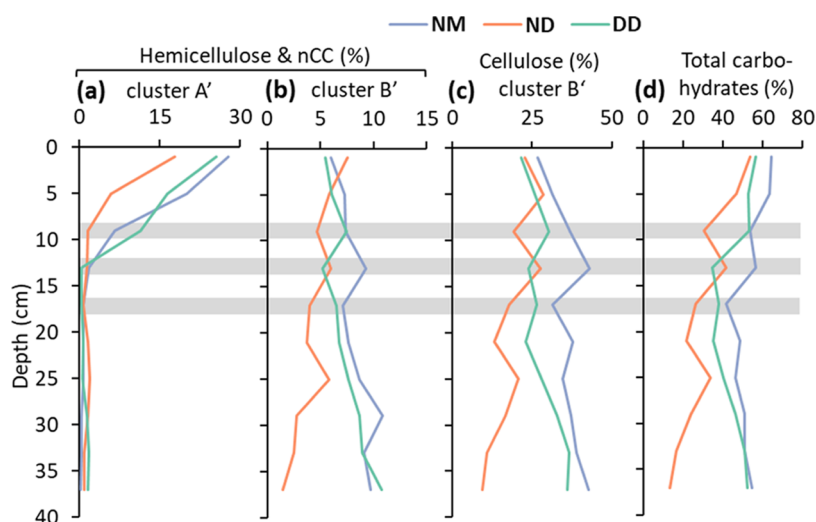 NM ND DD
Hemicellulose & nCC (%)
(a) cluster A’
(b) cluster B’
Cellulose (%)
(c) cluster B‘
Total carbo-
(d) hydrates (%)
0 15 30
0 5 10 15
0 25 50
0 20 40 60 80
Depth (cm)
0
5
10
15
20
25
30
35
40